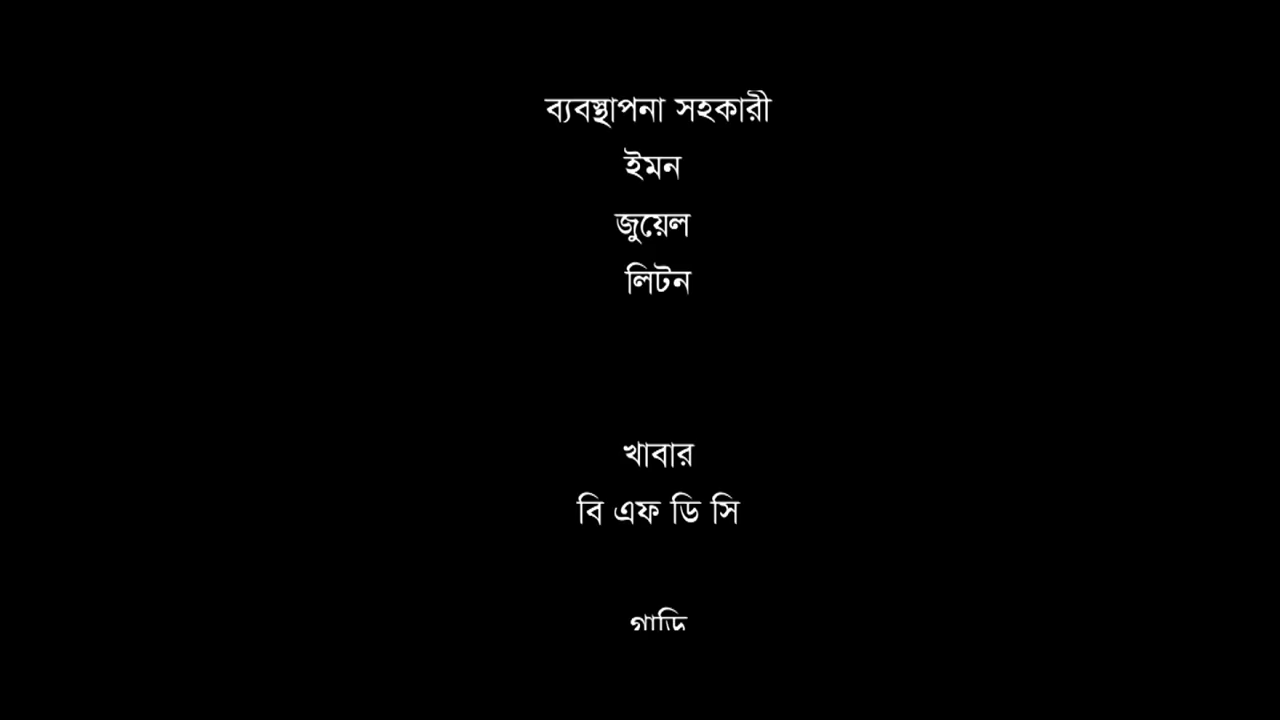 ব্যবস্থাপনা সহকারী
ইমন
জুয়েল
লিটন
খাবার
বি এফ ডি সি